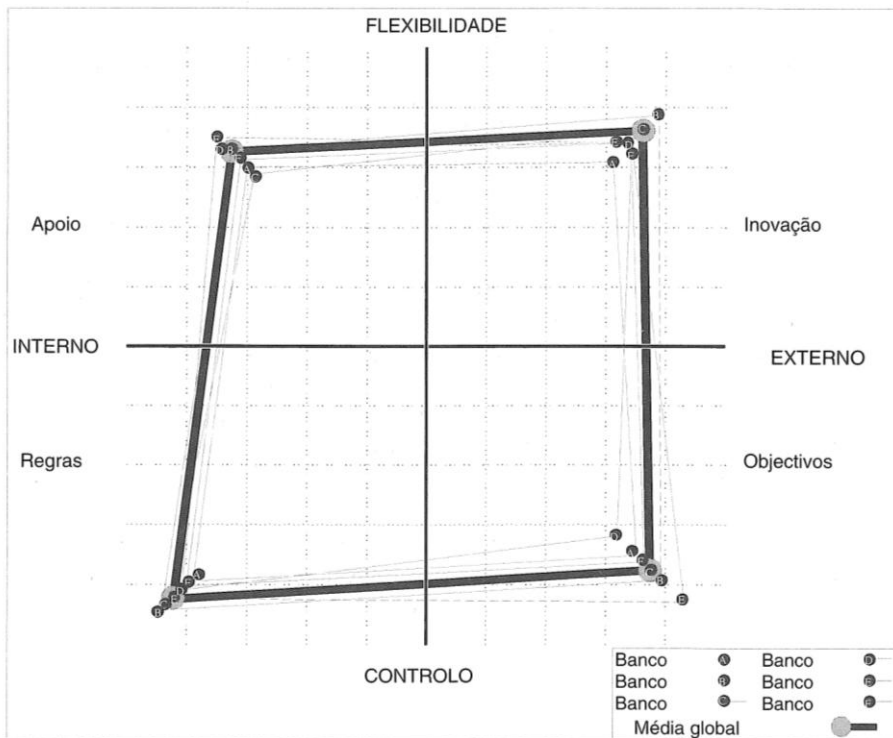 FLEXIBILIDADE
Apoio
Inovação
INTERNO
EXTERNO
Regras
Objectivos
CONTROLO
Banco A Banco D
Banco B Banco E
Banco C Banco F
Média global